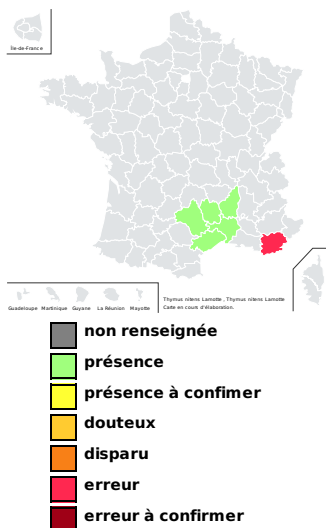 Île-de-France
Guadeloupe Martinique Guyane La Réunion Mayotte
Thymus nitens Lamotte , Thymus nitens Lamotte
Carte en cours d'élaboration.
non renseignée
présence
présence à confimer
douteux
disparu
erreur
erreur à confirmer